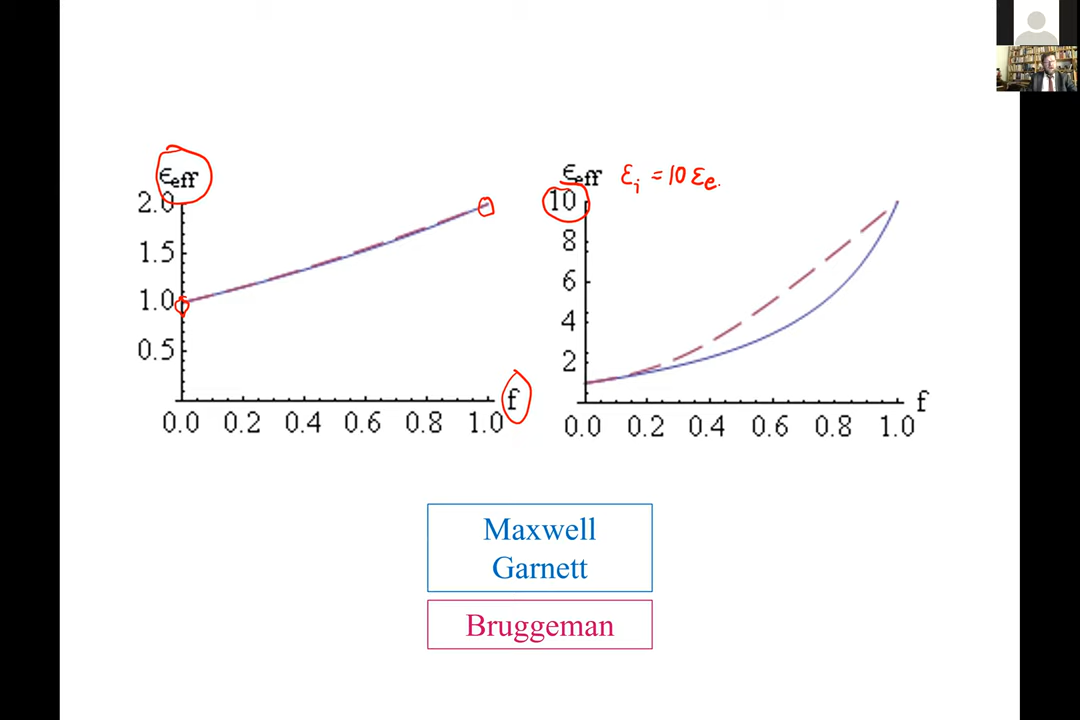 ϵeff
2.0
1.5
1.0
0.5
0.0 0.2 0.4 0.6 0.8 1.0
f
ϵeff
εi = 10 εe
10
8
6
4
2
0.0 0.2 0.4 0.6 0.8 1.0
f
Maxwell
Garnett
Bruggeman